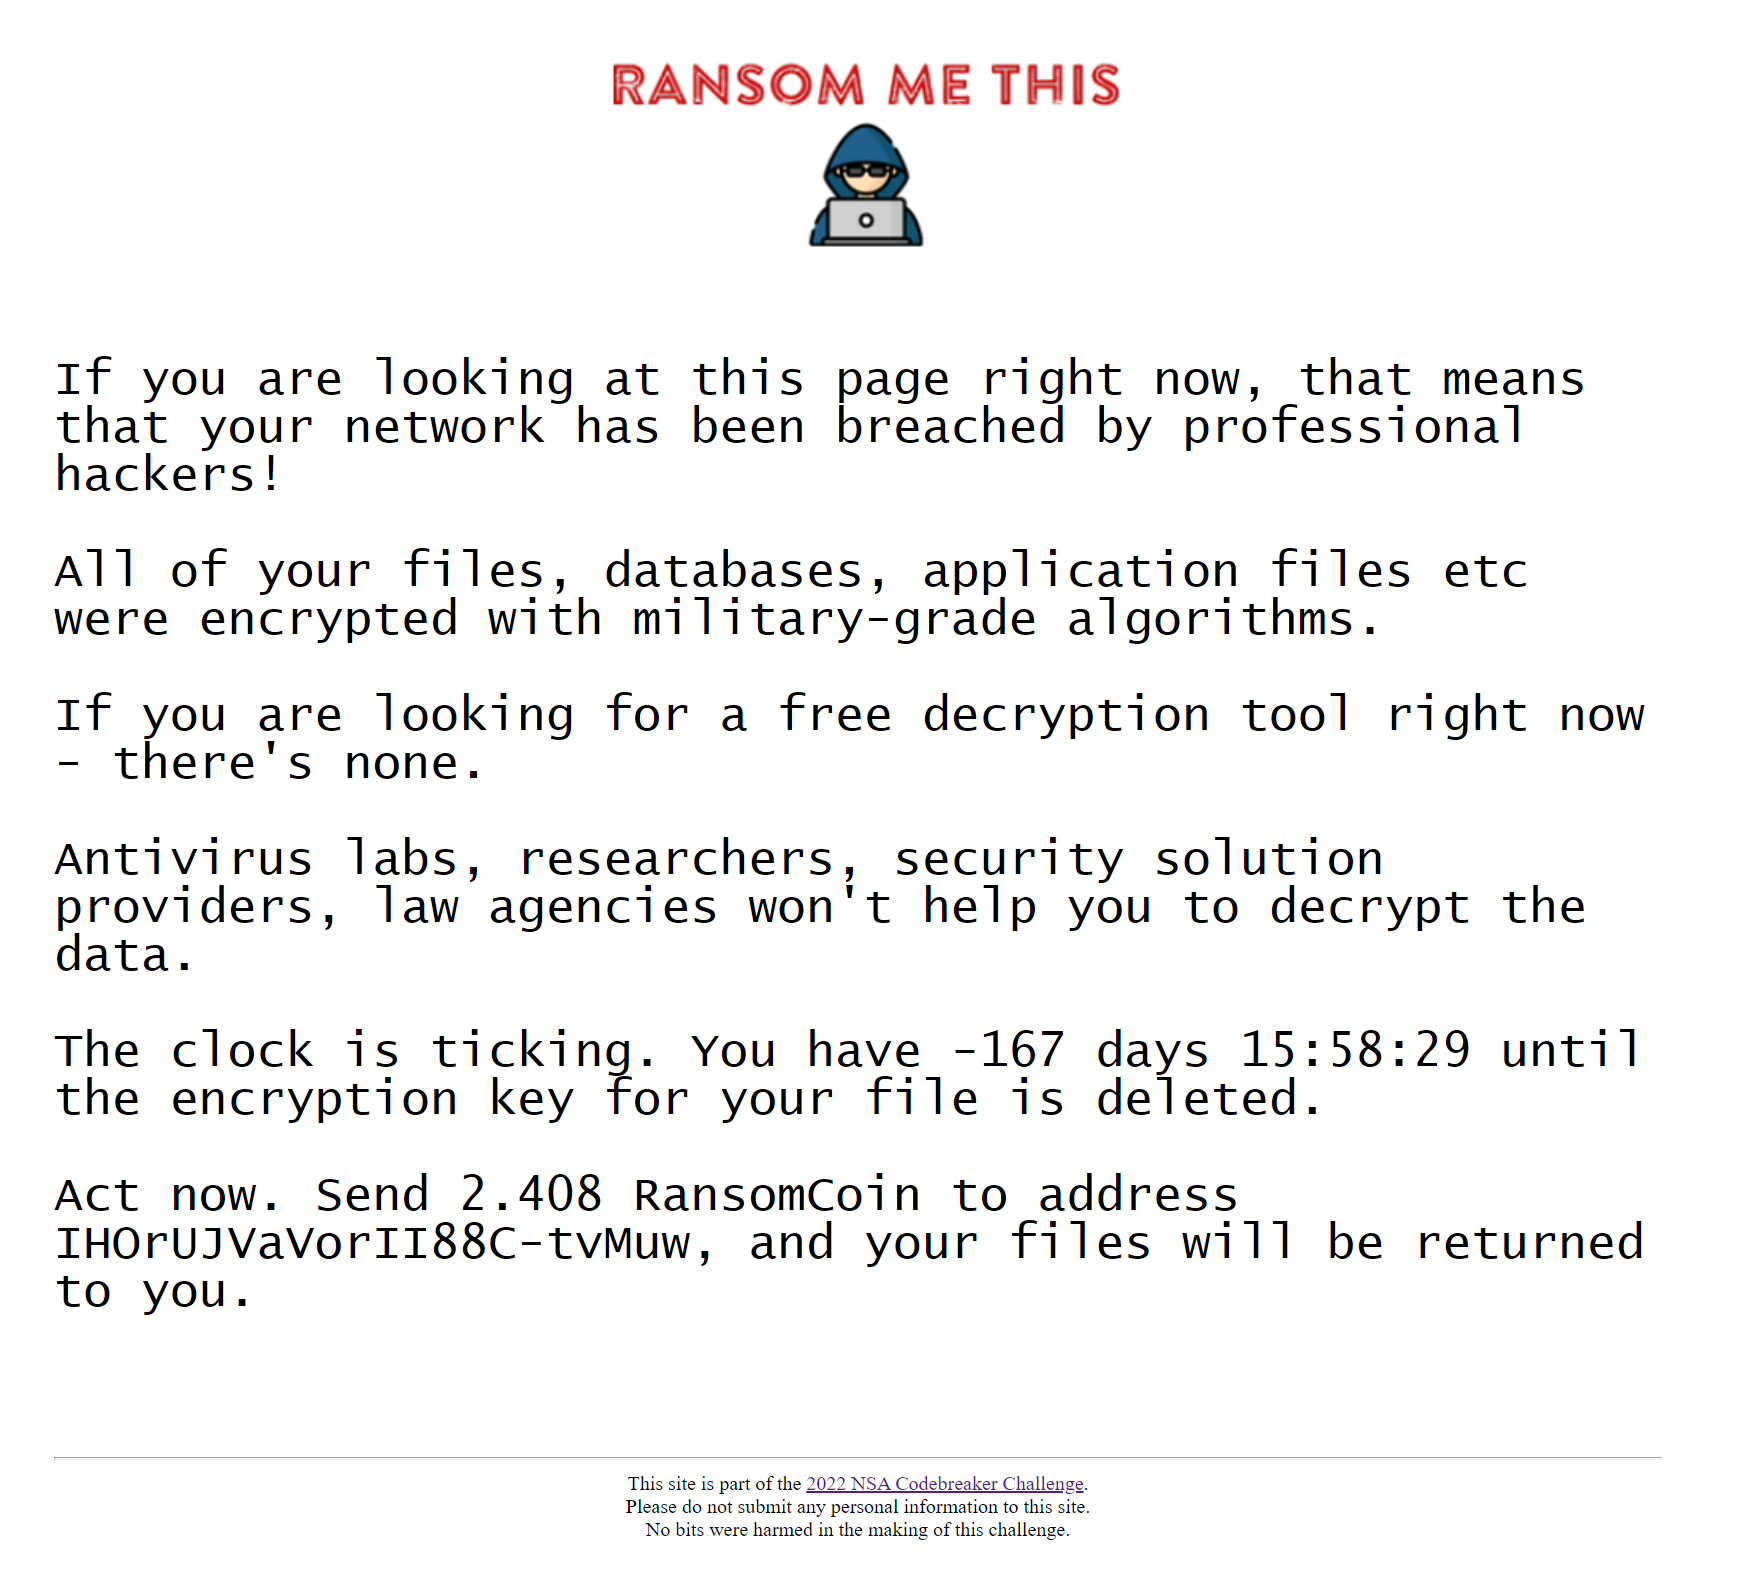 RANSOM ME THIS
If you are looking at this page right now, that means
that your network has been breached by professional
hackers!
All of your files, databases, application files etc
were encrypted with military-grade algorithms.
If you are looking for a free decryption tool right now
- there's none.
Antivirus labs, researchers, security solution
providers, law agencies won't help you to decrypt the
data.
The clock is ticking. You have -167 days 15:58:29 until
the encryption key for your file is deleted.
Act now. Send 2.408 RansomCoin to address
IHOrUJVaVorII88C-tvMuw, and your files will be returned
to you.
This site is part of the 2022 NSA Codebreaker Challenge.
Please do not submit any personal information to this site.
No bits were harmed in the making of this challenge.